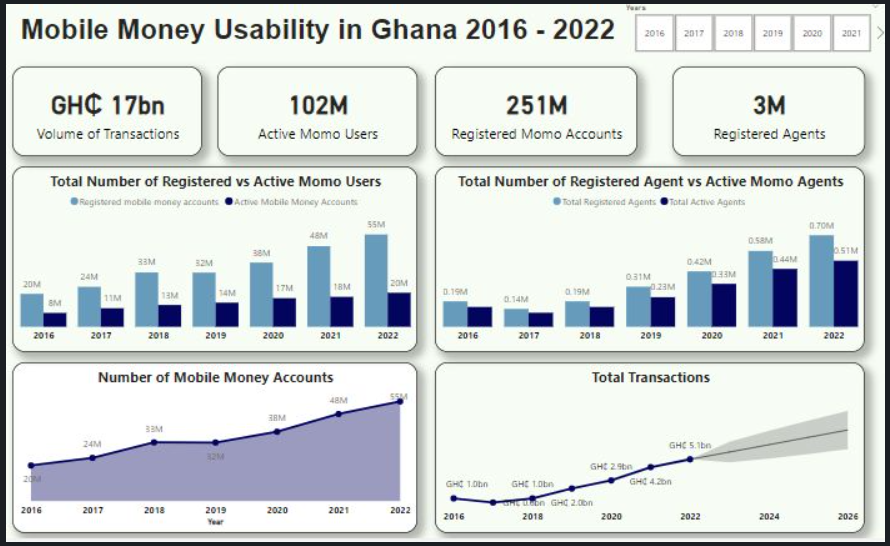 Years
Mobile Money Usability in Ghana 2016 - 2022
2016 2017 2018 2019 2020 2021
GH₵ 17bn
Volume of Transactions
102M
Active Momo Users
251M
Registered Momo Accounts
3M
Registered Agents
Total Number of Registered vs Active Momo Users
Registered mobile money accounts Active Mobile Money Accounts
20M 8M 24M 11M 33M 13M 32M 14M 38M 17M 48M 18M 55M 20M
2016 2017 2018 2019 2020 2021 2022
Total Number of Registered Agent vs Active Momo Agents
Total Registered Agents Total Active Agents
0.19M 0.14M 0.19M 0.31M 0.23M 0.42M 0.33M 0.58M 0.44M 0.70M 0.51M
2016 2017 2018 2019 2020 2021 2022
Number of Mobile Money Accounts
20M 24M 33M 32M 38M 48M 55M
2016 2017 2018 2019 2020 2021 2022
Year
Total Transactions
GH₵ 1.0bn GH₵ 1.0bn GH₵ 2.0bn GH₵ 2.9bn GH₵ 4.2bn GH₵ 5.1bn
2016 2018 2020 2022 2024 2026